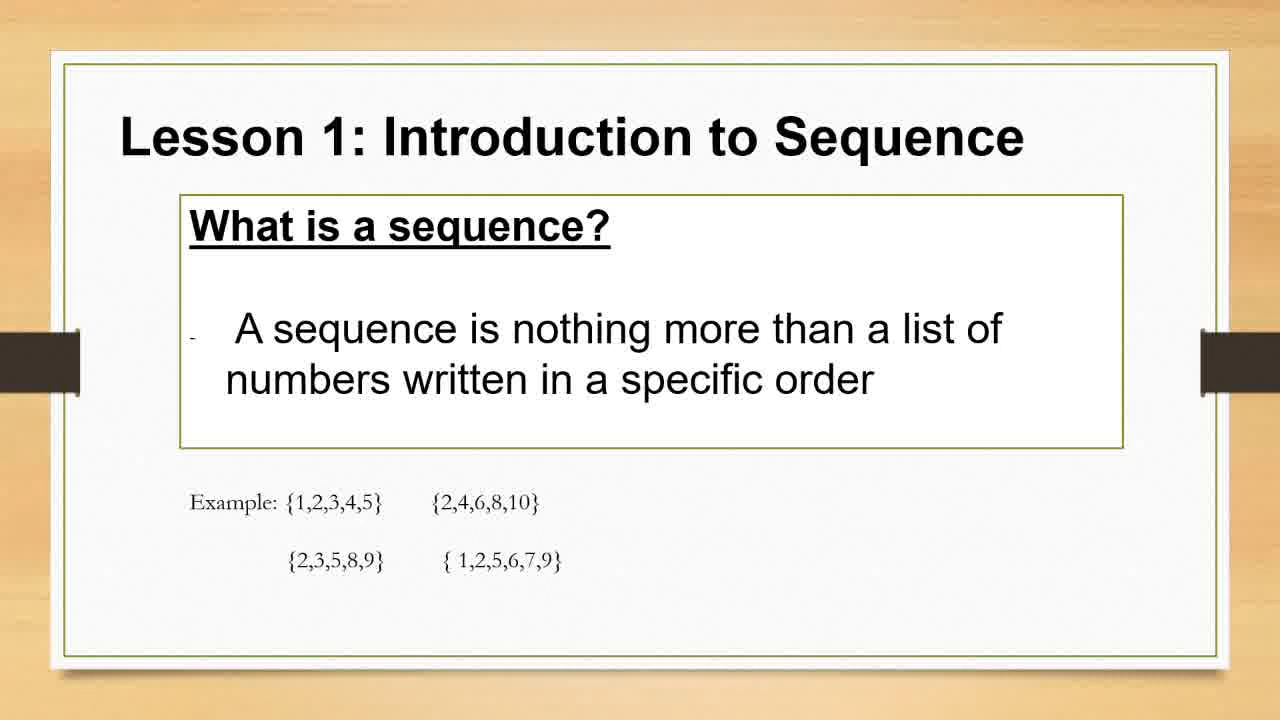 Lesson 1: Introduction to Sequence
What is a sequence?
- A sequence is nothing more than a list of
numbers written in a specific order
Example: {1,2,3,4,5} {2,4,6,8,10}
{2,3,5,8,9} { 1,2,5,6,7,9}